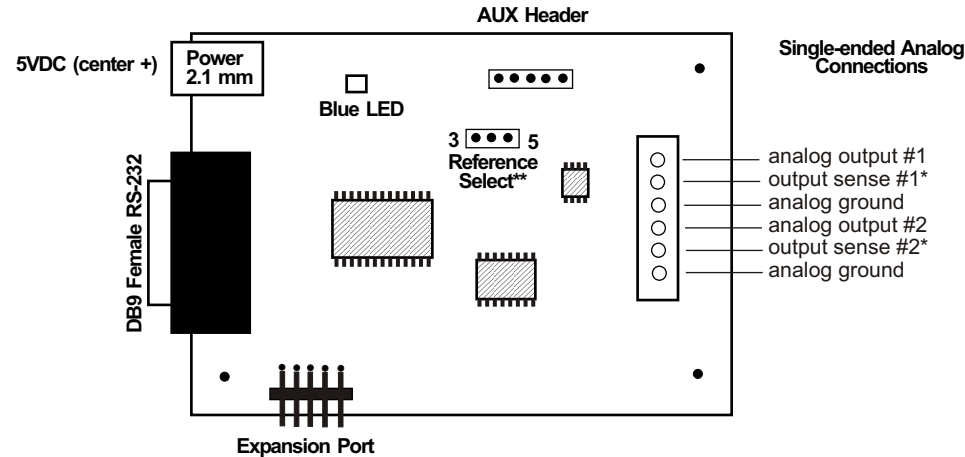 AUX Header
5VDC (center +)
Power
2.1 mm
Single-ended Analog
Connections
Blue LED
3
5
Reference
Select**
DB9 Female RS-232
analog output #1
output sense #1*
analog ground
analog output #2
output sense #2*
analog ground
Expansion Port